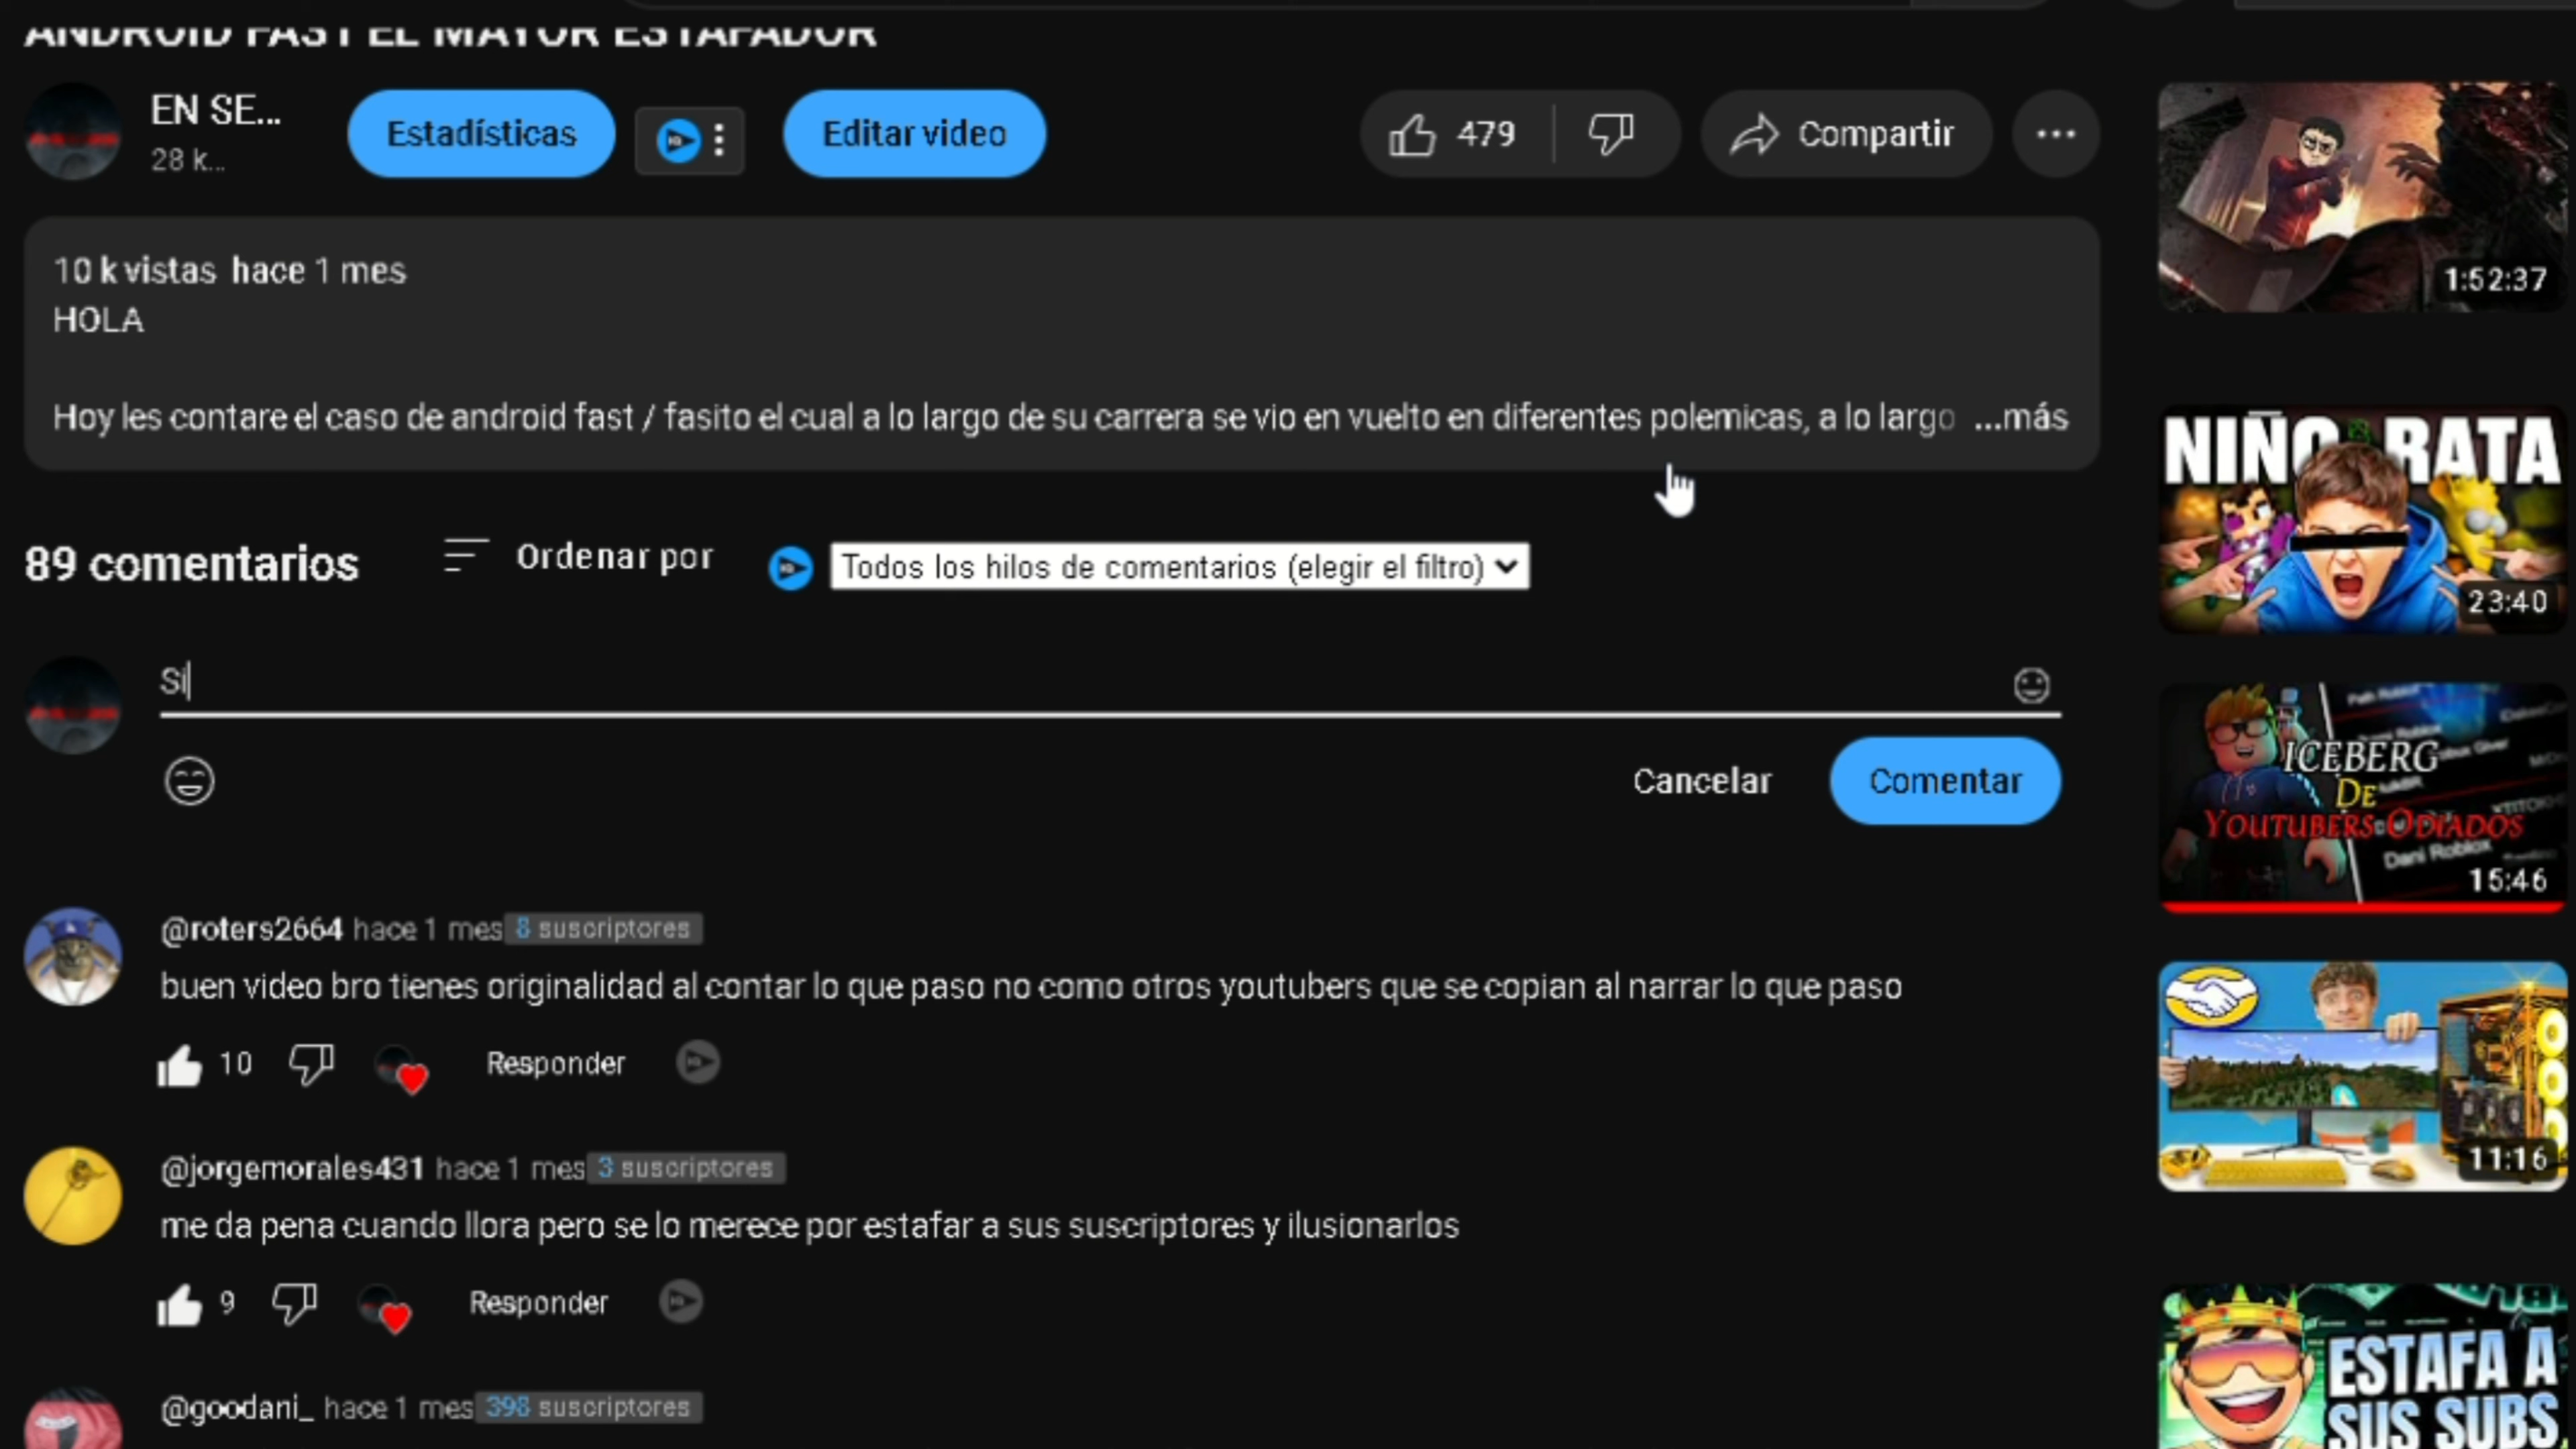 ANDROID FAST EL MAYOR ESTAFADOR
EN SE...
28 k...
Estadísticas
Editar video
479
Compartir
10 k vistas hace 1 mes
HOLA
Hoy les contare el caso de android fast / fasito el cual a lo largo de su carrera se vio en vuelto en diferentes polemicas, a lo largo ...más
89 comentarios
Ordenar por
Todos los hilos de comentarios (elegir el filtro)
Si
Cancelar
Comentar
@roters2664 hace 1 mes 8 suscriptores
buen video bro tienes originalidad al contar lo que paso no como otros youtubers que se copian al narrar lo que paso
10
Responder
@jorgemorales431 hace 1 mes 3 suscriptores
me da pena cuando llora pero se lo merece por estafar a sus suscriptores y ilusionarlos
9
Responder
@goodani_ hace 1 mes 398 suscriptores
1:52:37
NIÑO RATA
23:40
ICEBERG
DE
YOUTUBERS ODIADOS
Dani Roblox
15:46
11:16
ESTAFA A
SUS SUBS